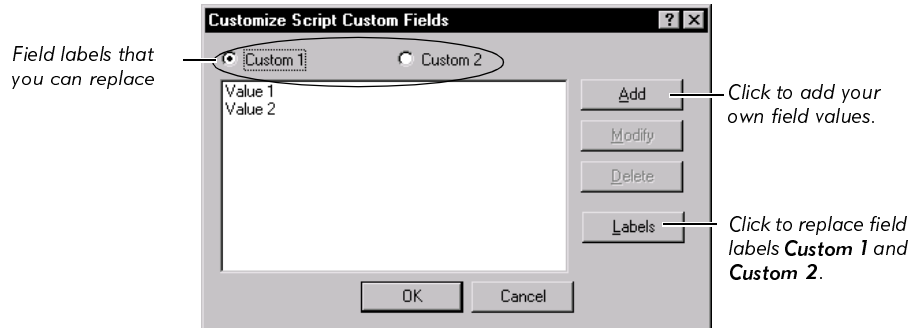 Customize Script Custom Fields
Field labels that
you can replace
Custom 1
Custom 2
Value 1
Value 2
Add
Modify
Delete
Labels
Click to add your
own field values.
Click to replace field
labels Custom 1 and
Custom 2.
OK
Cancel